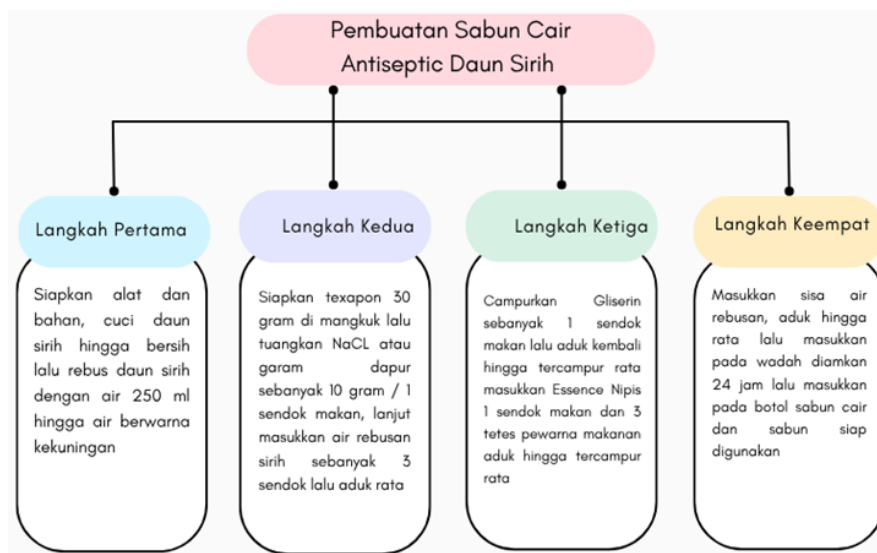 Pembuatan Sabun Cair
Antiseptic Daun Sirih
Langkah Pertama
Siapkan alat dan
bahan, cuci daun
sirih hingga bersih
lalu rebus daun sirih
dengan air 250 ml
hingga air berwarna
kekuningan
Langkah Kedua
Siapkan texapon 30
gram di mangkuk lalu
tuangkan NaCL atau
garam dapur
sebanyak 10 gram / 1
sendok makan, lanjut
masukkan air rebusan
sirih sebanyak 3
sendok lalu aduk rata
Langkah Ketiga
Campurkan Gliserin
sebanyak 1 sendok
makan lalu aduk kembali
hingga tercampur rata
masukkan Essence Nipis
1 sendok makan dan 3
tetes pewarna makanan
aduk hingga tercampur
rata
Langkah Keempat
Masukkan sisa air
rebusan, aduk hingga
rata lalu masukkan
pada wadah diamkan
24 jam lalu masukkan
pada botol sabun cair
dan sabun siap
digunakan